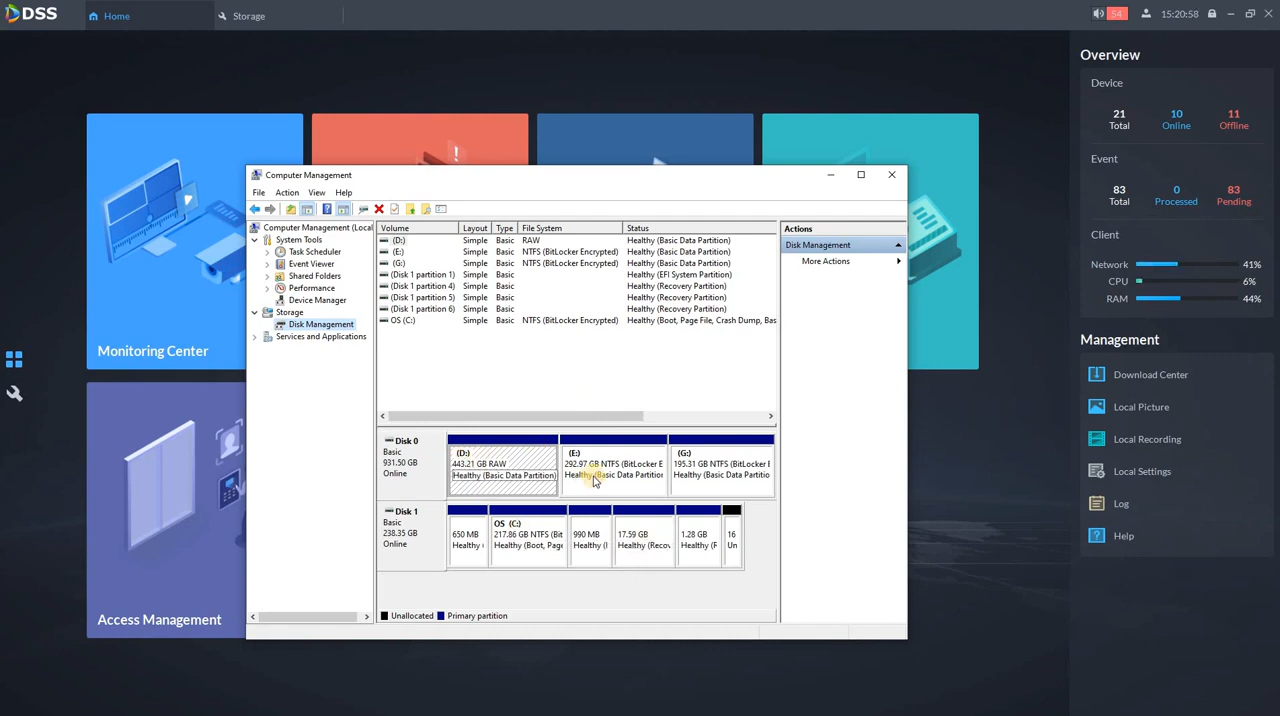 DSS
Home
Storage
54
15:20:58
Overview
Device
21
10
11
Total
Online
Offline
Event
83
0
83
Total
Processed
Pending
Client
Network
41%
CPU
6%
RAM
44%
Management
Download Center
Local Picture
Local Recording
Local Settings
Log
Help
Monitoring Center
Access Management
Computer Management
File Action View Help
Computer Management (Local
System Tools
Task Scheduler
Event Viewer
Shared Folders
Performance
Device Manager
Storage
Disk Management
Services and Applications
Volume Layout Type File System Status
(D:) Simple Basic RAW Healthy (Basic Data Partition)
(E:) Simple Basic NTFS (BitLocker Encrypted) Healthy (Basic Data Partition)
(G:) Simple Basic NTFS (BitLocker Encrypted) Healthy (Basic Data Partition)
(Disk 1 partition 1) Simple Basic Healthy (EFI System Partition)
(Disk 1 partition 4) Simple Basic Healthy (Recovery Partition)
(Disk 1 partition 5) Simple Basic Healthy (Recovery Partition)
(Disk 1 partition 6) Simple Basic Healthy (Recovery Partition)
OS (C:) Simple Basic NTFS (BitLocker Encrypted) Healthy (Boot, Page File, Crash Dump, Bas
Disk 0
Basic
931.50 GB
Online
(D:)
443.21 GB RAW
Healthy (Basic Data Partition)
(E:)
292.97 GB NTFS (BitLocker E
Healthy (Basic Data Partition
(G:)
195.31 GB NTFS (BitLocker E
Healthy (Basic Data Partitio
Disk 1
Basic
238.35 GB
Online
650 MB
Healthy (
OS (C:)
217.86 GB NTFS (Bit
Healthy (Boot, Page
990 MB
Healthy (I
17.59 GB
Healthy (Recov
1.28 GB
Healthy (R
16
Un
Unallocated
Primary partition
Actions
Disk Management
More Actions